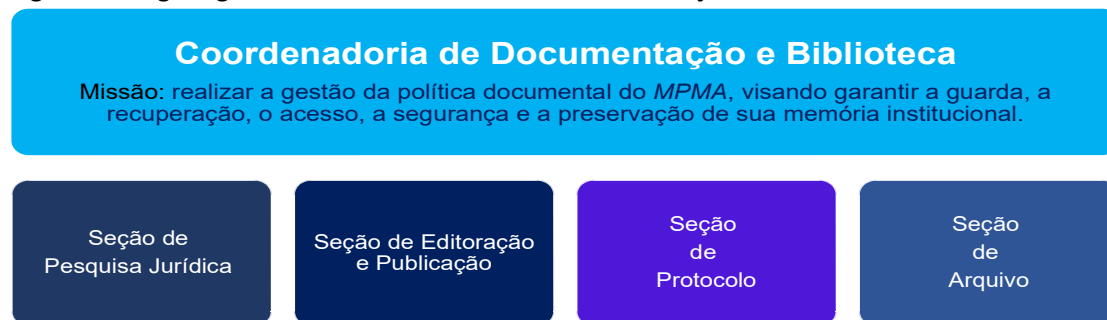 Coordenadoria de Documentação e Biblioteca
Missão: realizar a gestão da política documental do MPMA, visando garantir a guarda, a
recuperação, o acesso, a segurança e a preservação de sua memória institucional.
Seção de
Pesquisa Jurídica
Seção de Editoração
e Publicação
Seção
de
Protocolo
Seção
de
Arquivo